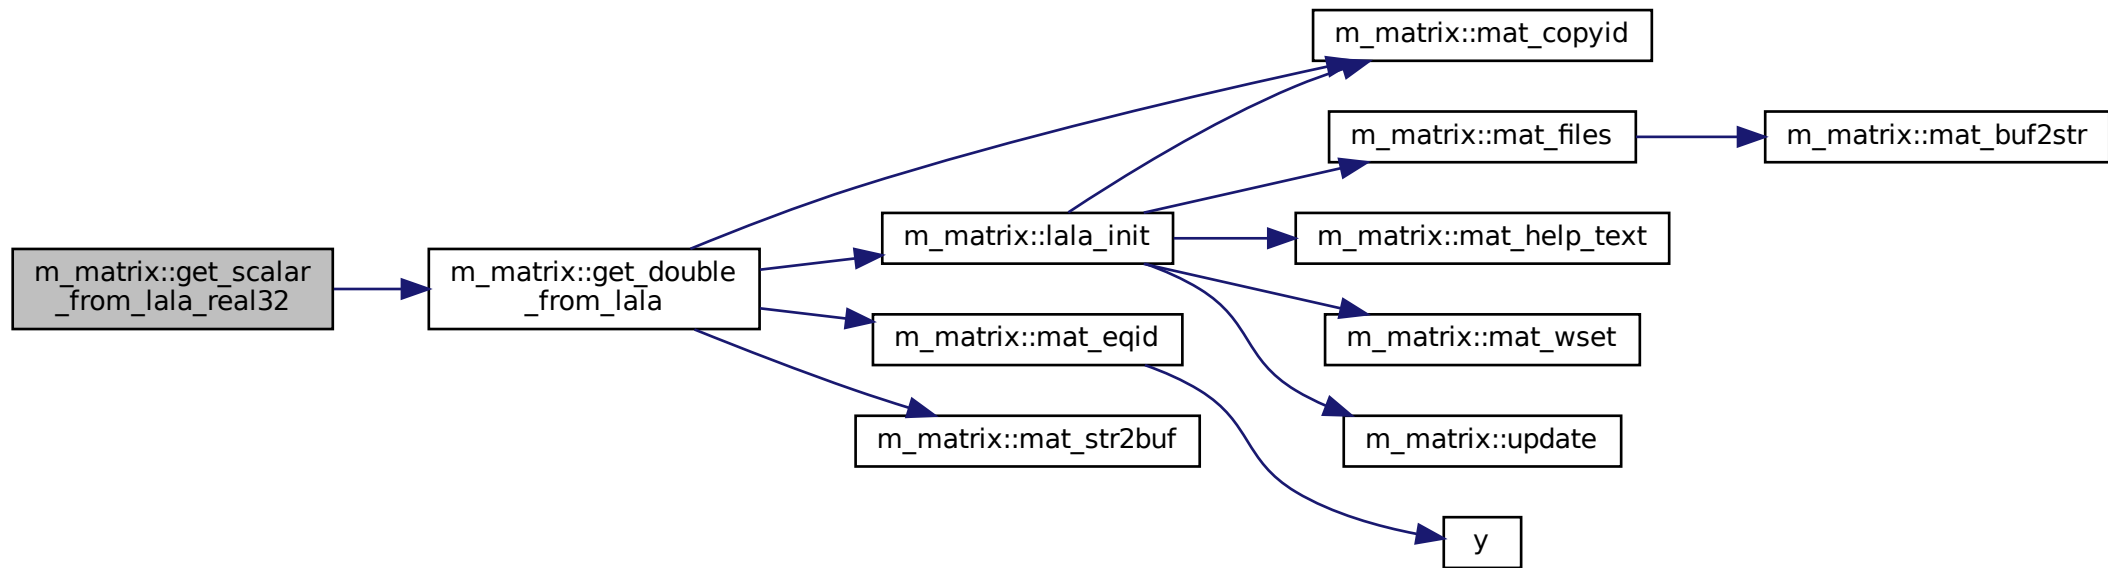 m_matrix::get_scalar
_from_lala_real32
m_matrix::get_double
_from_lala
m_matrix::mat_copyid
m_matrix::lala_init
m_matrix::mat_files
m_matrix::mat_buf2str
m_matrix::mat_help_text
m_matrix::mat_wset
m_matrix::update
m_matrix::mat_eqid
y
m_matrix::mat_str2buf